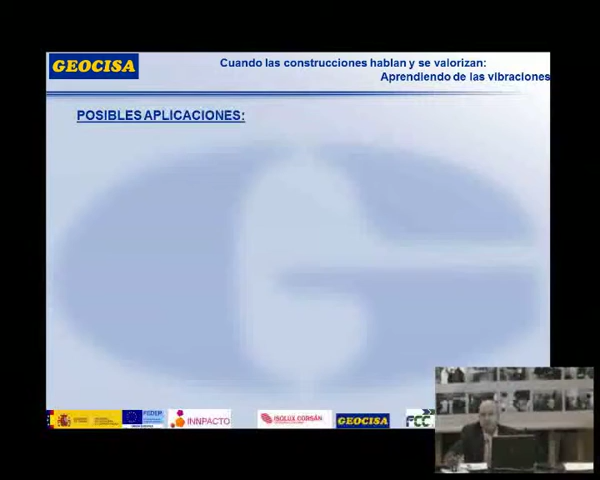 GEOCISA
Cuando las construcciones hablan y se valorizan:
Aprendiendo de las vibraciones
POSIBLES APLICACIONES:
FEDER
INNPACTO
ISOLUX CORSÁN
GEOCISA
FCC